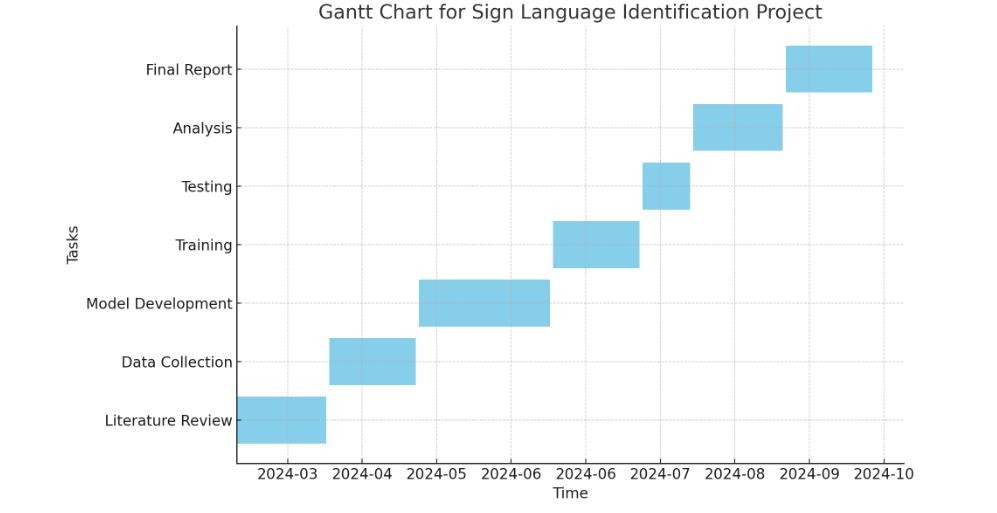 Gantt Chart for Sign Language Identification Project
Final Report
Analysis
Testing
Training
Model Development
Data Collection
Literature Review
Tasks
2024-03 2024-04 2024-05 2024-06 2024-06 2024-07 2024-08 2024-09 2024-10
Time